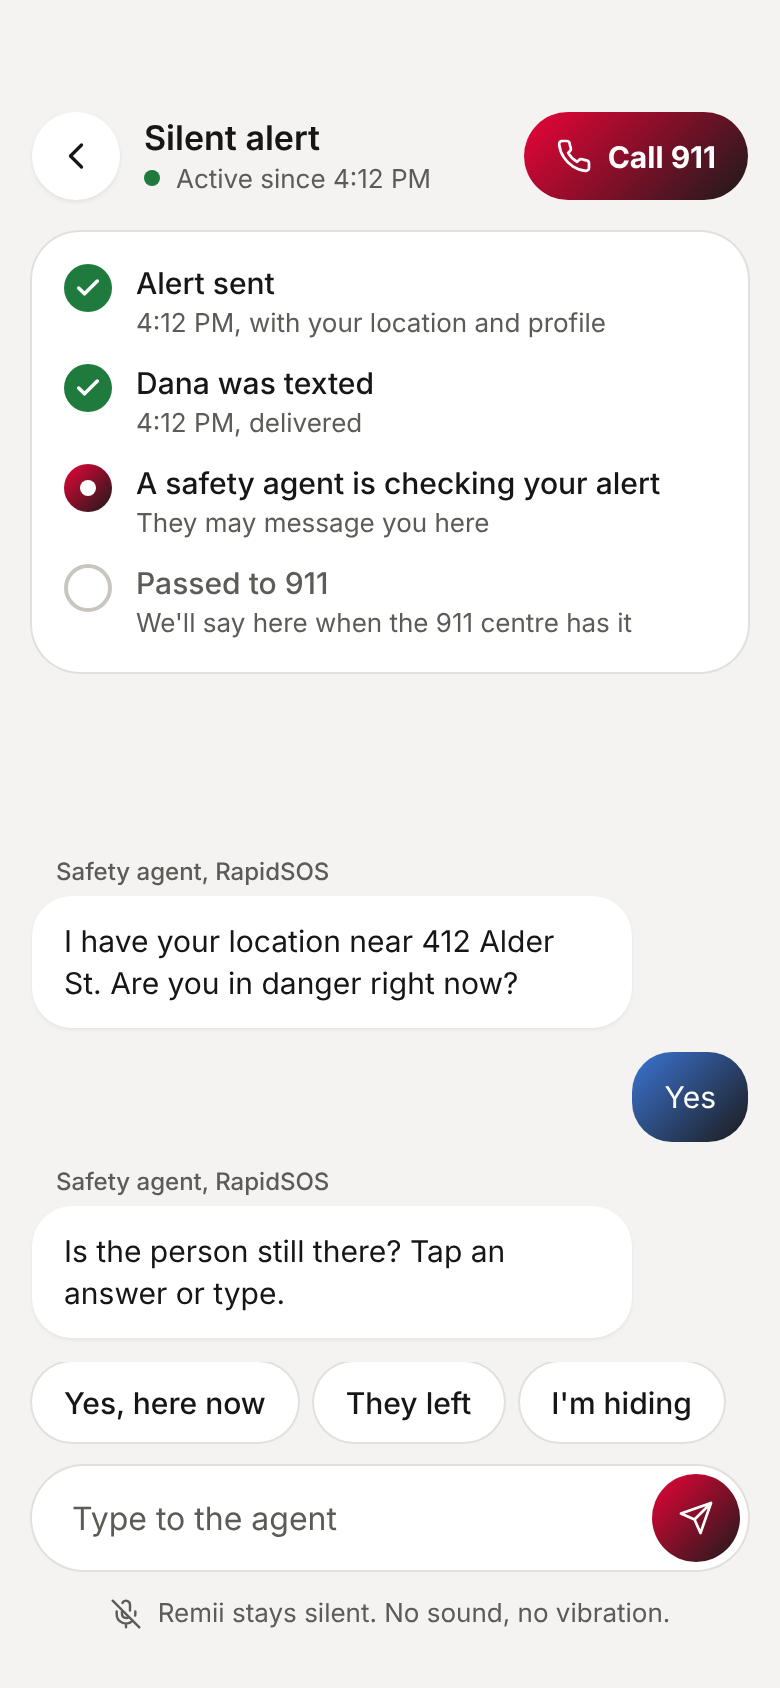 Silent alert
Active since 4:12 PM
Call 911
Alert sent
4:12 PM, with your location and profile
Dana was texted
4:12 PM, delivered
A safety agent is checking your alert
They may message you here
Passed to 911
We'll say here when the 911 centre has it
Safety agent, RapidSOS
I have your location near 412 Alder
St. Are you in danger right now?
Yes
Safety agent, RapidSOS
Is the person still there? Tap an
answer or type.
Yes, here now
They left
I'm hiding
Type to the agent
Remii stays silent. No sound, no vibration.